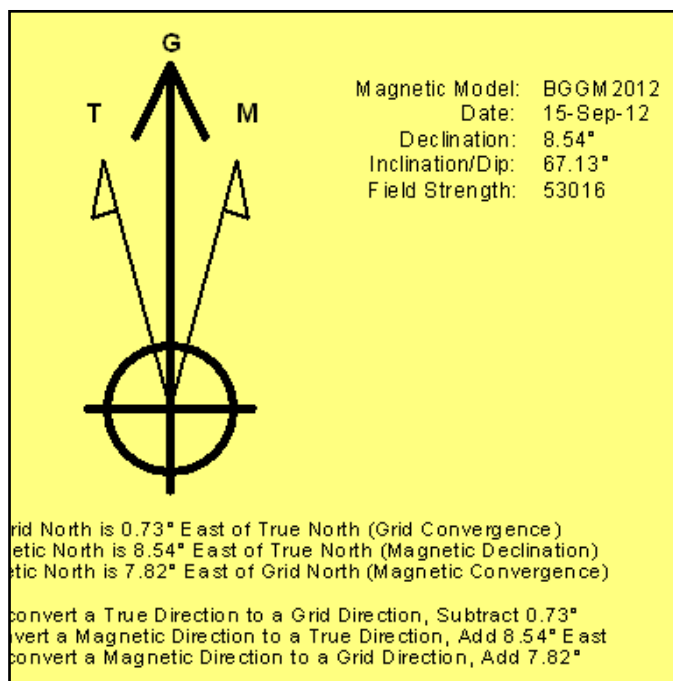 G
T
M
Magnetic Model: BGGM2012
Date: 15-Sep-12
Declination: 8.54°
Inclination/Dip: 67.13°
Field Strength: 53016
rid North is 0.73° East of True North (Grid Convergence)
etic North is 8.54° East of True North (Magnetic Declination)
etic North is 7.82° East of Grid North (Magnetic Convergence)
convert a True Direction to a Grid Direction, Subtract 0.73°
vert a Magnetic Direction to a True Direction, Add 8.54° East
convert a Magnetic Direction to a Grid Direction, Add 7.82°